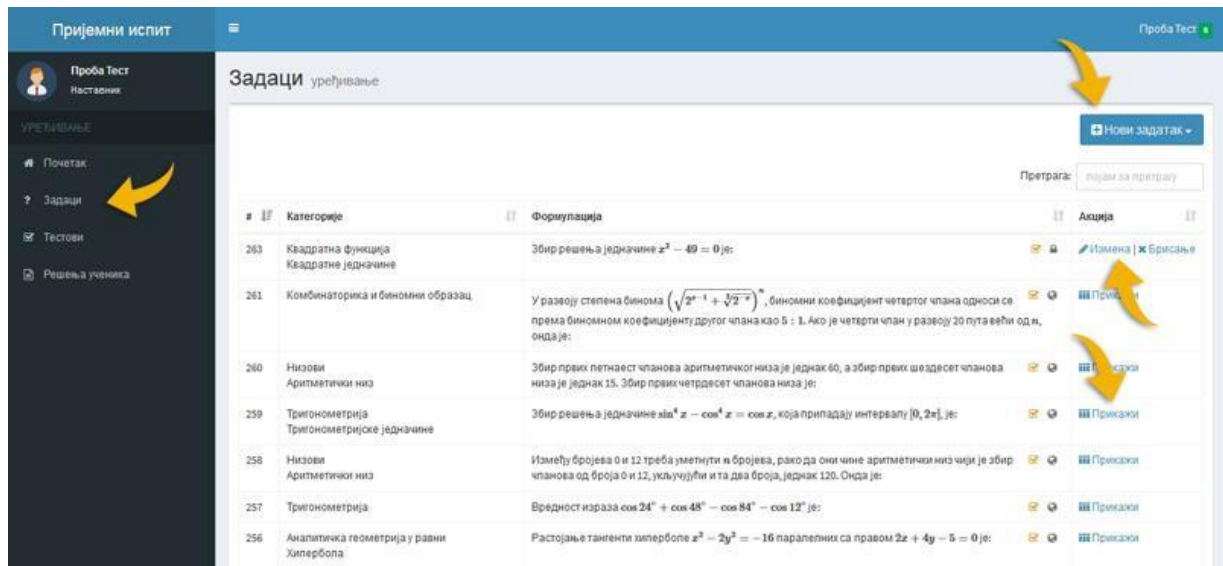 Пријемни испит
Проба Тест
Проба Тест
Наставник
УРЕЂИВАЊЕ
Почетак
? Задаци
Тестови
Решења ученика
Задаци уређивање
Нови задатак
Претрага: појам за претрагу
# Категорије Формулација Акција
263 Квадратна функција Збир решења једначине x² − 49 = 0 је: Измена | Брисање
Квадратне једначине
261 Комбинаторика и биномни образац У развоју степена бинома , биномни коефицијент четвртог члана односи се
према биномном коефицијенту другог члана као 5 : 1. Ако је четврти члан у развоју 20 пута већи од n,
онда је:
260 Низови Збир првих петнаест чланова аритметичког низа је једнак 60, а збир првих шездесет чланова
Аритметички низ низа је једнак 15. Збир првих четрдесет чланова низа је:
259 Тригонометрија Збир решења једначине sin⁴ x − cos⁴ x = cos x, која припадају интервалу [0, 2π], је: Прикажи
Тригонометријске једначине
258 Низови Између бројева 0 и 12 треба уметнути n бројева, рако да они чине аритметички низ чији је збир Прикажи
Аритметички низ чланова од броја 0 и 12, укључујући и та два броја, једнак 120. Онда је:
257 Тригонометрија Вредност израза cos 24° + cos 48° − cos 84° − cos 12° је: Прикажи
256 Аналитичка геометрија у равни Растојање тангенти хиперболе x² − 2y² = −16 паралелних са правом 2x + 4y − 5 = 0 је: Прикажи
Хипербола